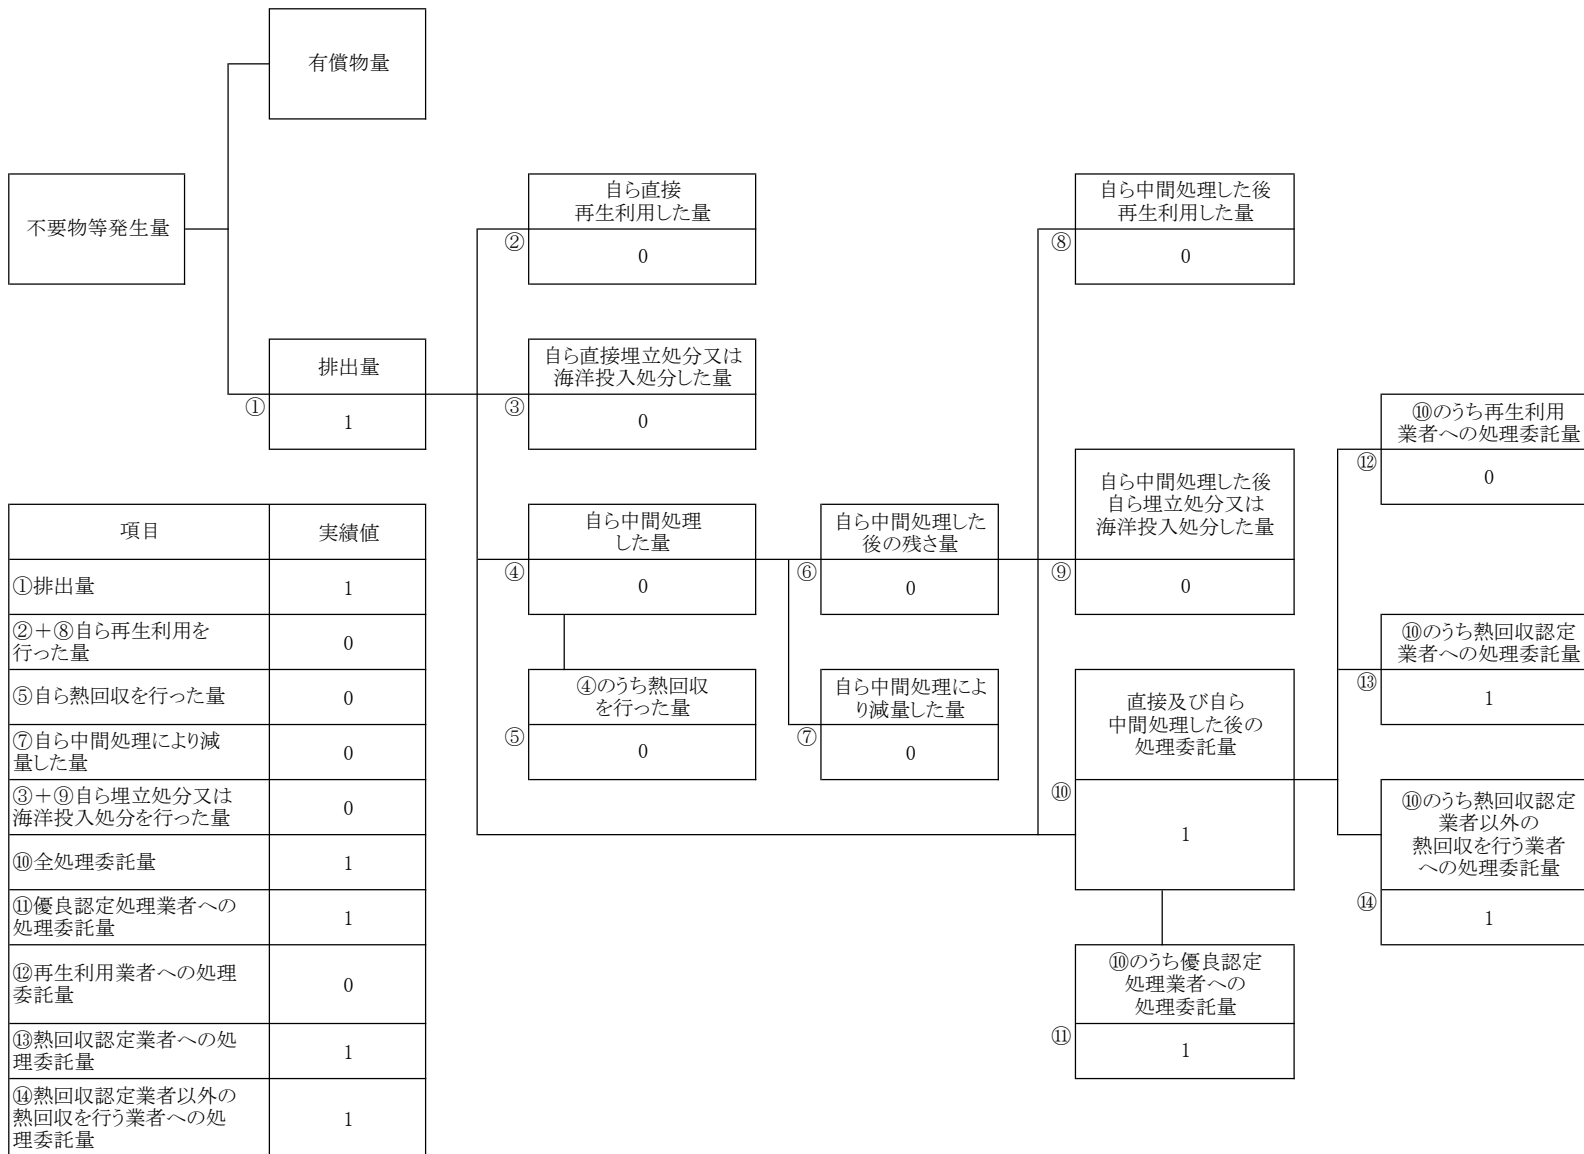 有償物量
不要物等発生量
自ら直接
再生利用した量
②
0
自ら中間処理した後
再生利用した量
⑧
0
排出量
①
1
自ら直接埋立処分又は
海洋投入処分した量
③
0
⑩のうち再生利用
業者への処理委託量
⑫
0
自ら中間処理
した量
④
0
自ら中間処理した
後の残さ量
⑥
0
自ら中間処理した後
自ら埋立処分又は
海洋投入処分した量
⑨
0
⑩のうち熱回収認定
業者への処理委託量
⑬
1
④のうち熱回収
を行った量
⑤
0
自ら中間処理によ
り減量した量
⑦
0
直接及び自ら
中間処理した後の
処理委託量
⑩
1
⑩のうち熱回収認定
業者以外の
熱回収を行う業者
への処理委託量
⑭
1
⑩のうち優良認定
処理業者への
処理委託量
⑪
1
項目 実績値
①排出量 1
②+⑧自ら再生利用を
行った量 0
⑤自ら熱回収を行った量 0
⑦自ら中間処理により減
量した量 0
③+⑨自ら埋立処分又は
海洋投入処分を行った量 0
⑩全処理委託量 1
⑪優良認定処理業者への
処理委託量 1
⑫再生利用業者への処理
委託量 0
⑬熱回収認定業者への処
理委託量 1
⑭熱回収認定業者以外の
熱回収を行う業者への処
理委託量 1